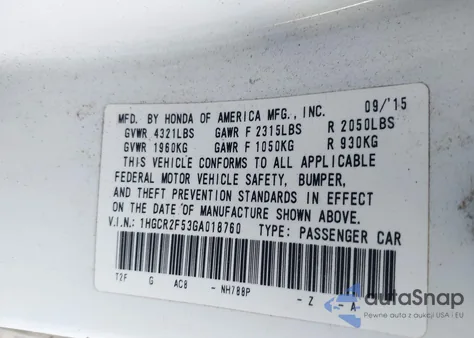 MFD. BY HONDA OF AMERICA MFG., INC. 09/'15
GVWR 4321LBS GAWR F 2315LBS R 2050LBS
GVWR 1960KG GAWR F 1050KG R 930KG
THIS VEHICLE CONFORMS TO ALL APPLICABLE
FEDERAL MOTOR VEHICLE SAFETY, BUMPER,
AND THEFT PREVENTION STANDARDS IN EFFECT
ON THE DATE OF MANUFACTURE SHOWN ABOVE.
V.I.N.: 1HGCR2F53GA018760 TYPE: PASSENGER CAR
T2F G AC8 - NH788P - Z - A
autoSnap
Pewne auta z aukcji USA i EU